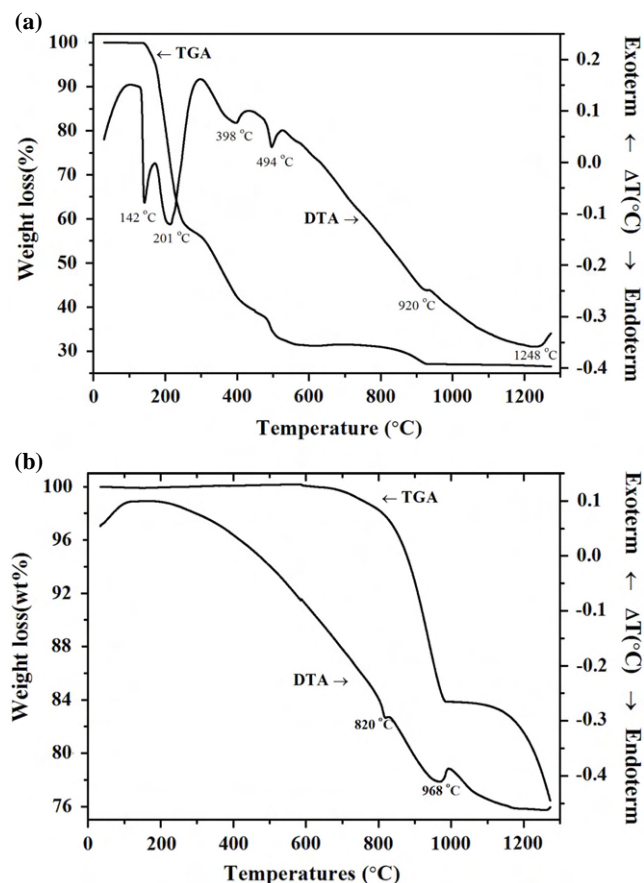 (a)
100
90
80
70
60
50
40
30
Weight loss(%)
← TGA
142 °C
201 °C
398 °C
494 °C
DTA →
920 °C
1248 °C
0.2
0.1
0.0
-0.1
-0.2
-0.3
-0.4
Exoterm ← ΔT(°C) → Endoterm
0 200 400 600 800 1000 1200
Temperature (°C)
(b)
100
96
92
88
84
80
76
Weight loss(wt%)
← TGA
DTA →
820 °C
968 °C
0.1
0.0
-0.1
-0.2
-0.3
-0.4
Exoterm ← ΔT(°C) → Endoterm
0 200 400 600 800 1000 1200
Temperatures (°C)